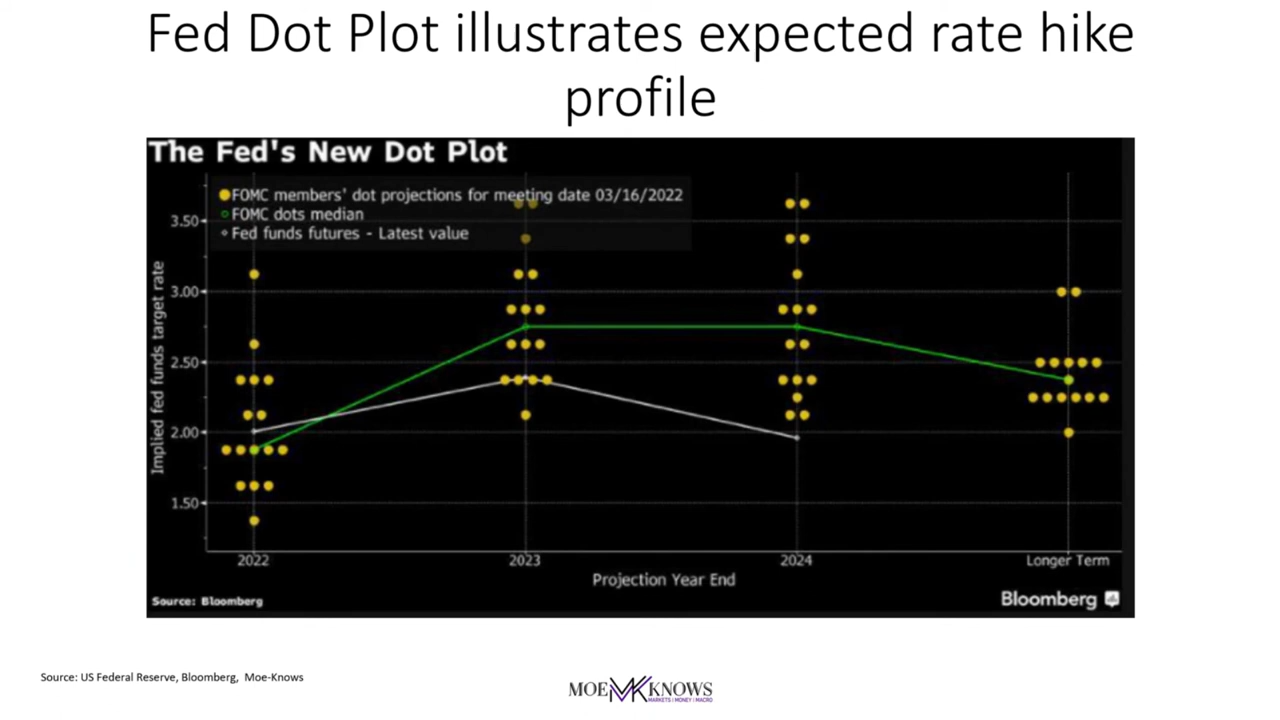 Fed Dot Plot illustrates expected rate hike
profile
The Fed's New Dot Plot
FOMC members' dot projections for meeting date 03/16/2022
FOMC dots median
Fed funds futures - Latest value
Implied fed funds target rate
3.50
3.00
2.50
2.00
1.50
2022 2023 2024 Longer Term
Projection Year End
Source: Bloomberg
Bloomberg
Source: US Federal Reserve, Bloomberg, Moe-Knows
MOE MK KNOWS
MARKETS | MONEY | MACRO